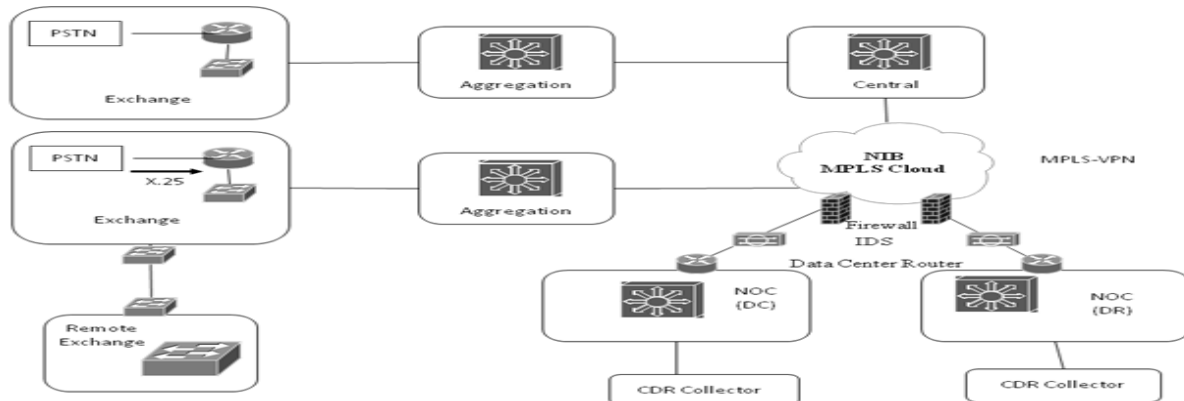 PSTN
Exchange
Aggregation
Central
PSTN
X.25
Exchange
Aggregation
NIB
MPLS Cloud
MPLS-VPN
Firewall
IDS
Data Center Router
NOC
{DC}
NOC
{DR}
Remote
Exchange
CDR Collector
CDR Collector